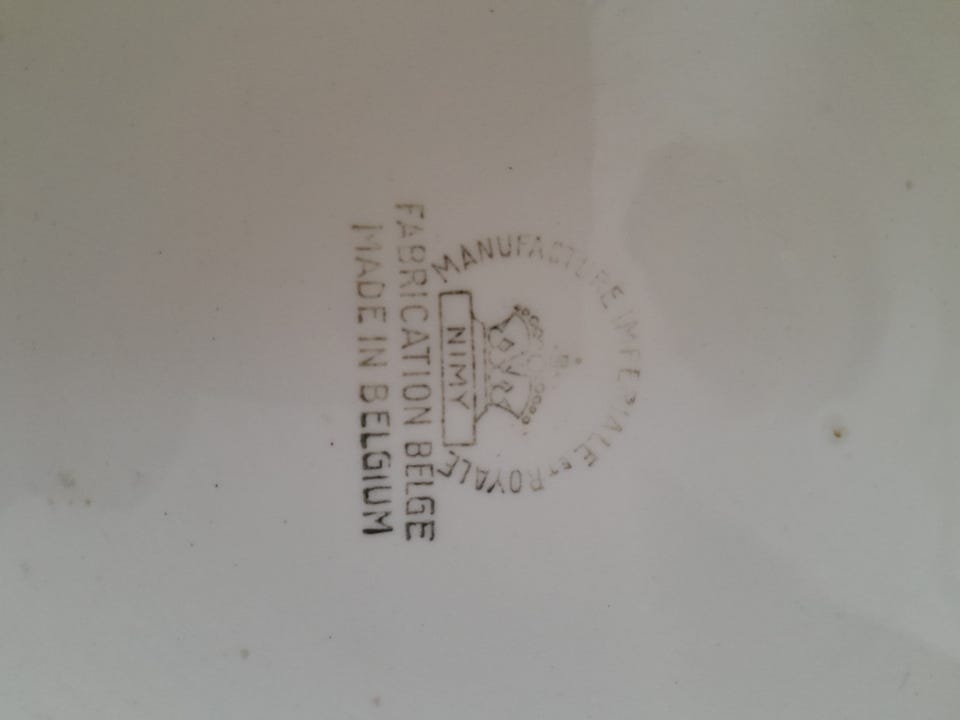 MANUFACTURE IMPERIALE ET ROYALE
NIMY
FABRICATION BELGE
MADE IN BELGIUM